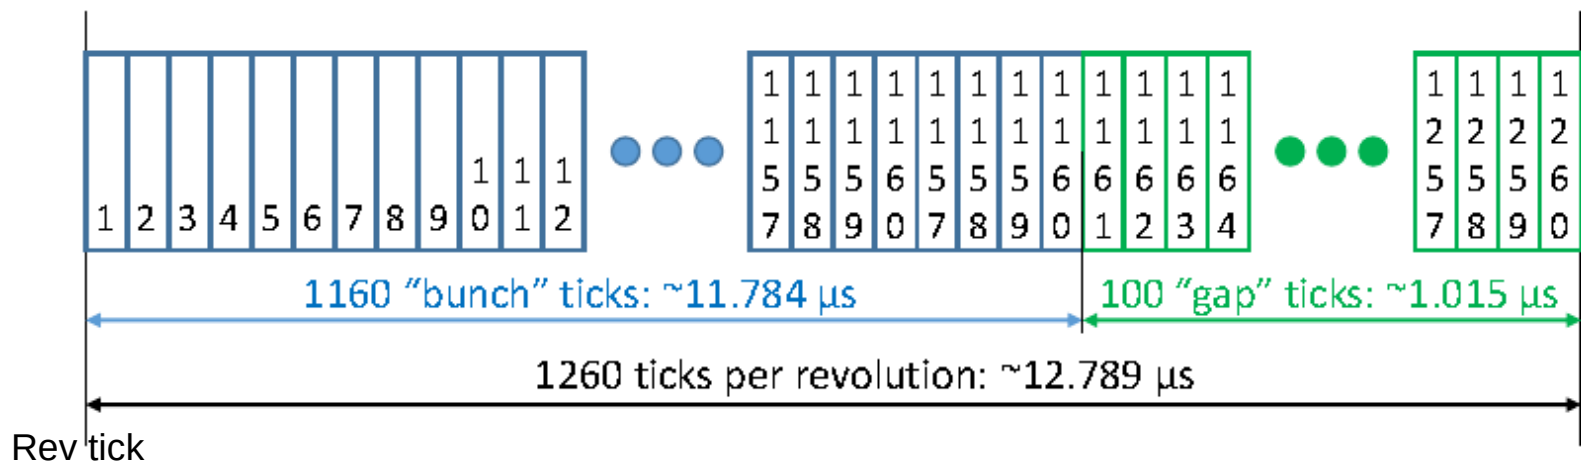 1 2 3 4 5 6 7 8 9 10 11 12 1157 1158 1159 1160 1157 1158 1159 1160 1161 1162 1163 1164 1257 1258 1259 1260
1160 “bunch” ticks: ~11.784 µs 100 “gap” ticks: ~1.015 µs
1260 ticks per revolution: ~12.789 µs
Rev tick